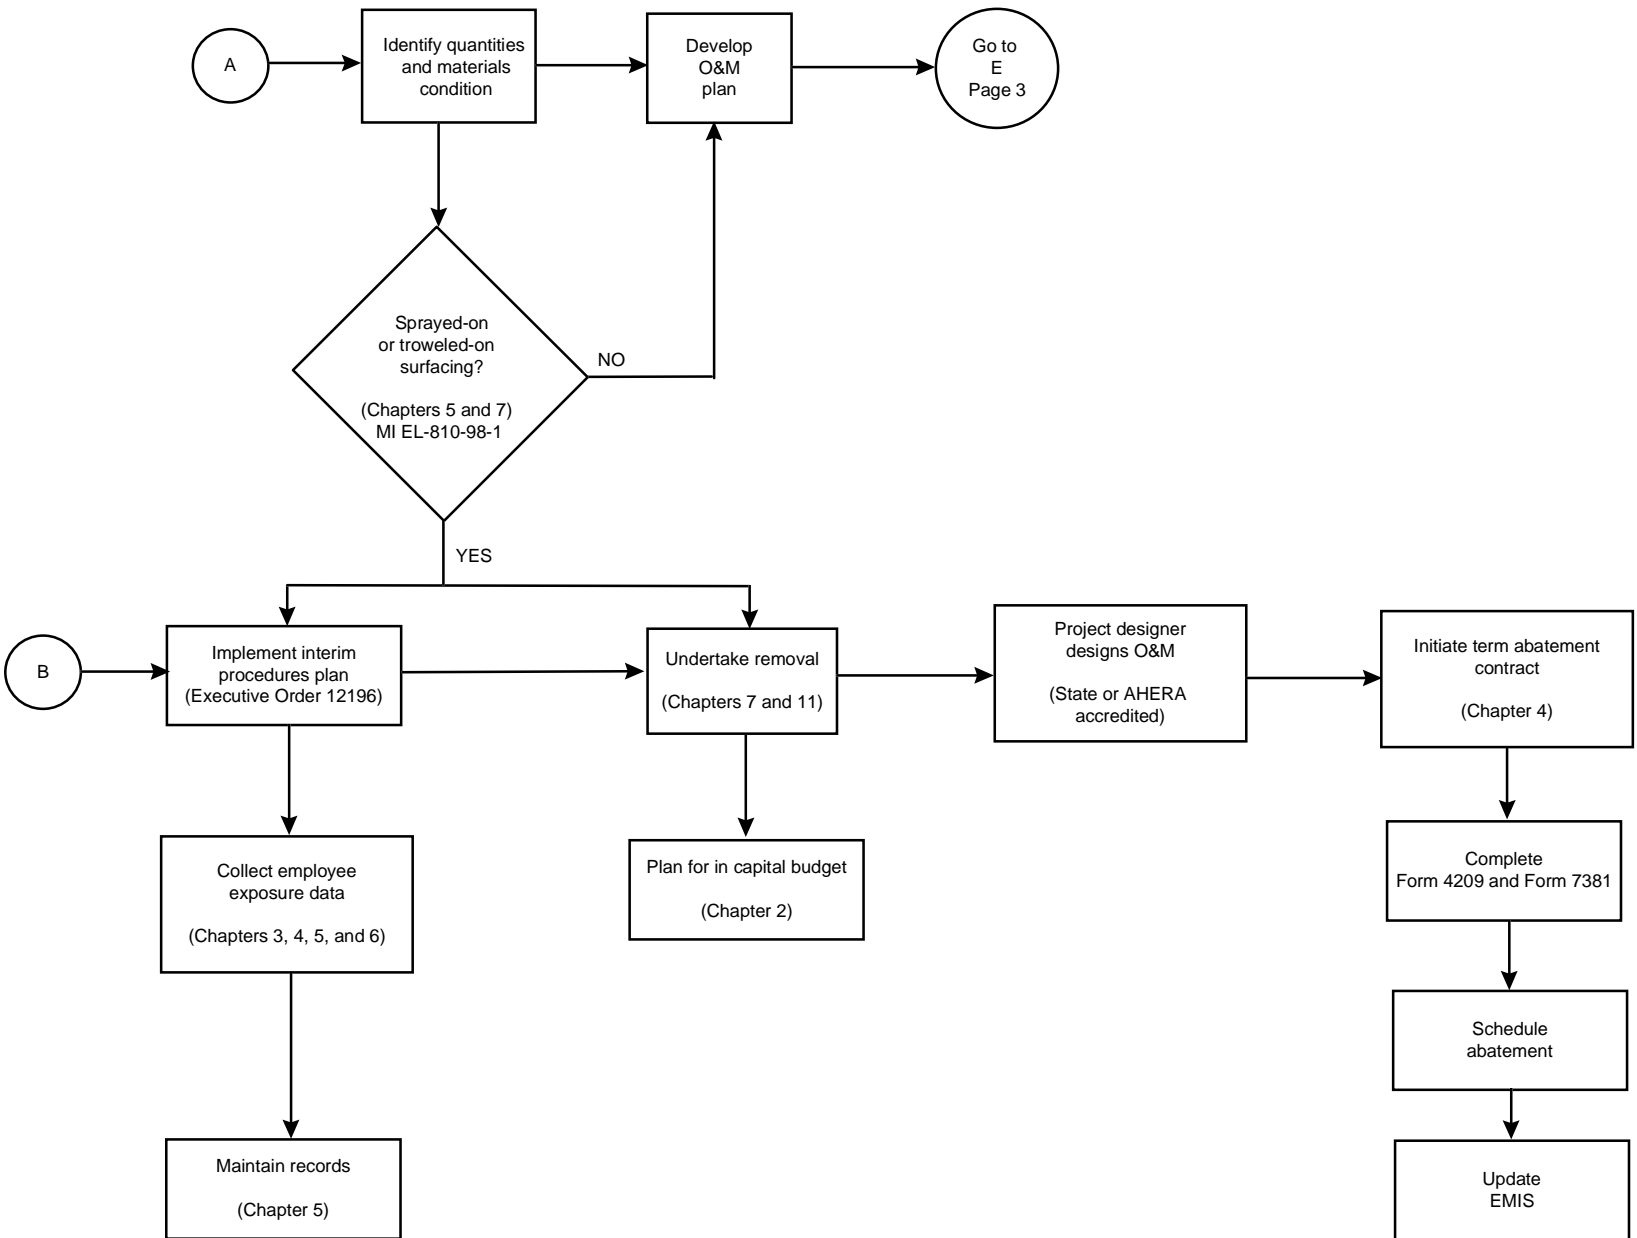 A
Identify quantities
and materials
condition
Develop
O&M
plan
Go to
E
Page 3
Sprayed-on
or troweled-on
surfacing?
(Chapters 5 and 7)
MI EL-810-98-1
NO
YES
B
Implement interim
procedures plan
(Executive Order 12196)
Undertake removal
(Chapters 7 and 11)
Project designer
designs O&M
(State or AHERA
accredited)
Initiate term abatement
contract
(Chapter 4)
Collect employee
exposure data
(Chapters 3, 4, 5, and 6)
Plan for in capital budget
(Chapter 2)
Complete
Form 4209 and Form 7381
Schedule
abatement
Maintain records
(Chapter 5)
Update
EMIS